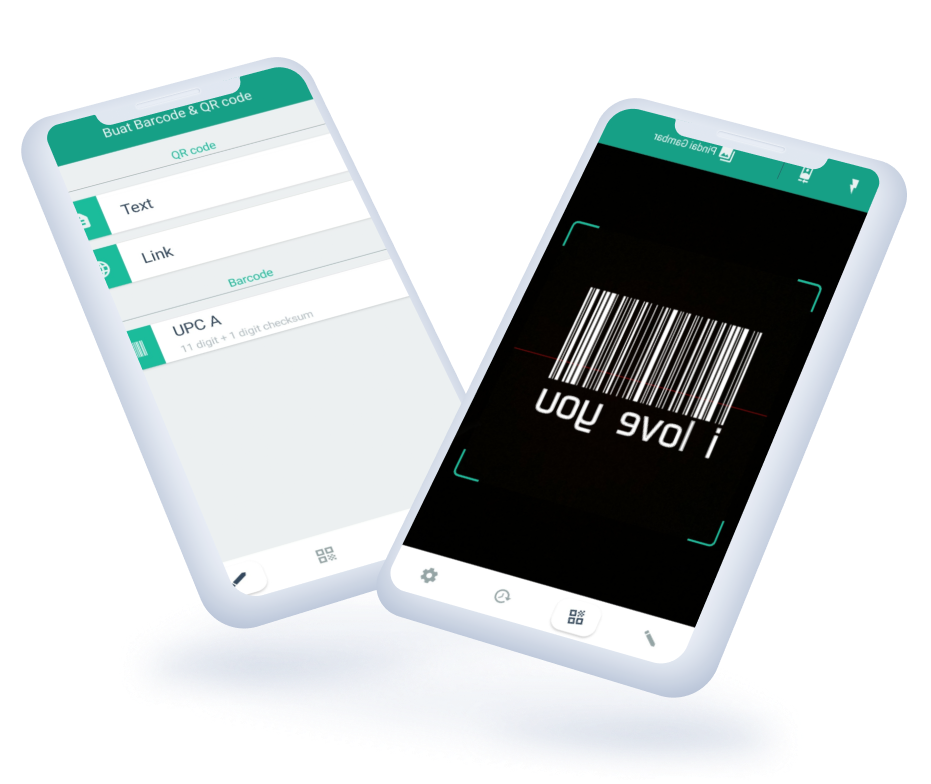 Buat Barcode & QR code
QR code
Text
Link
Barcode
UPC A
11 digit + 1 digit checksum
Pindai Gambar
i love you